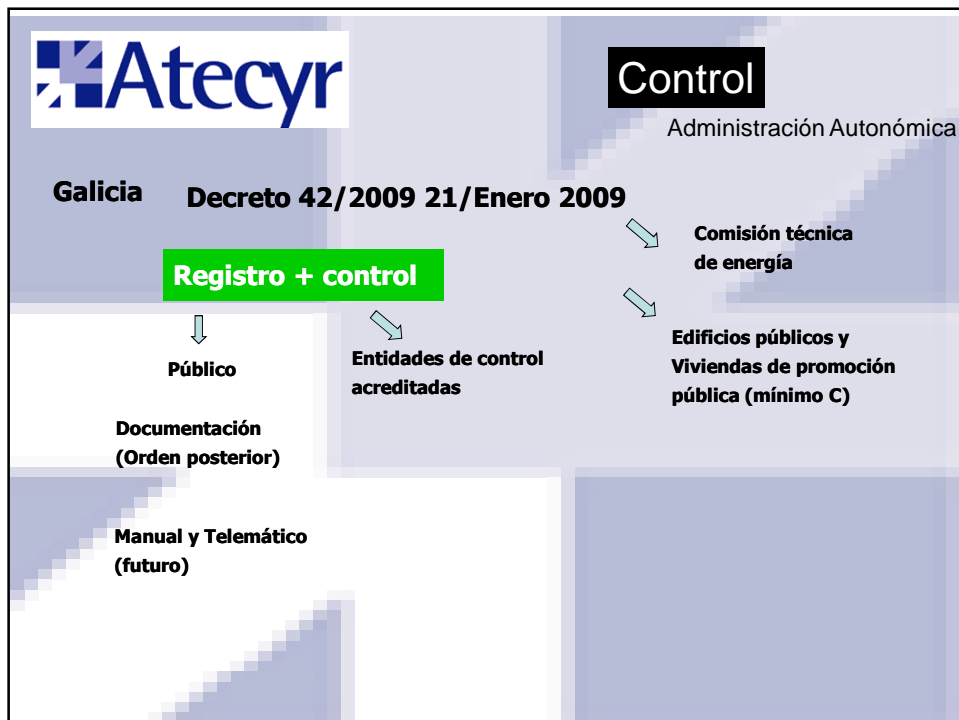 Atecyr
Control
Administración Autonómica
Galicia
Decreto 42/2009 21/Enero 2009
Comisión técnica
de energía
Registro + control
Edificios públicos y
Viviendas de promoción
pública (mínimo C)
Público
Entidades de control
acreditadas
Documentación
(Orden posterior)
Manual y Telemático
(futuro)